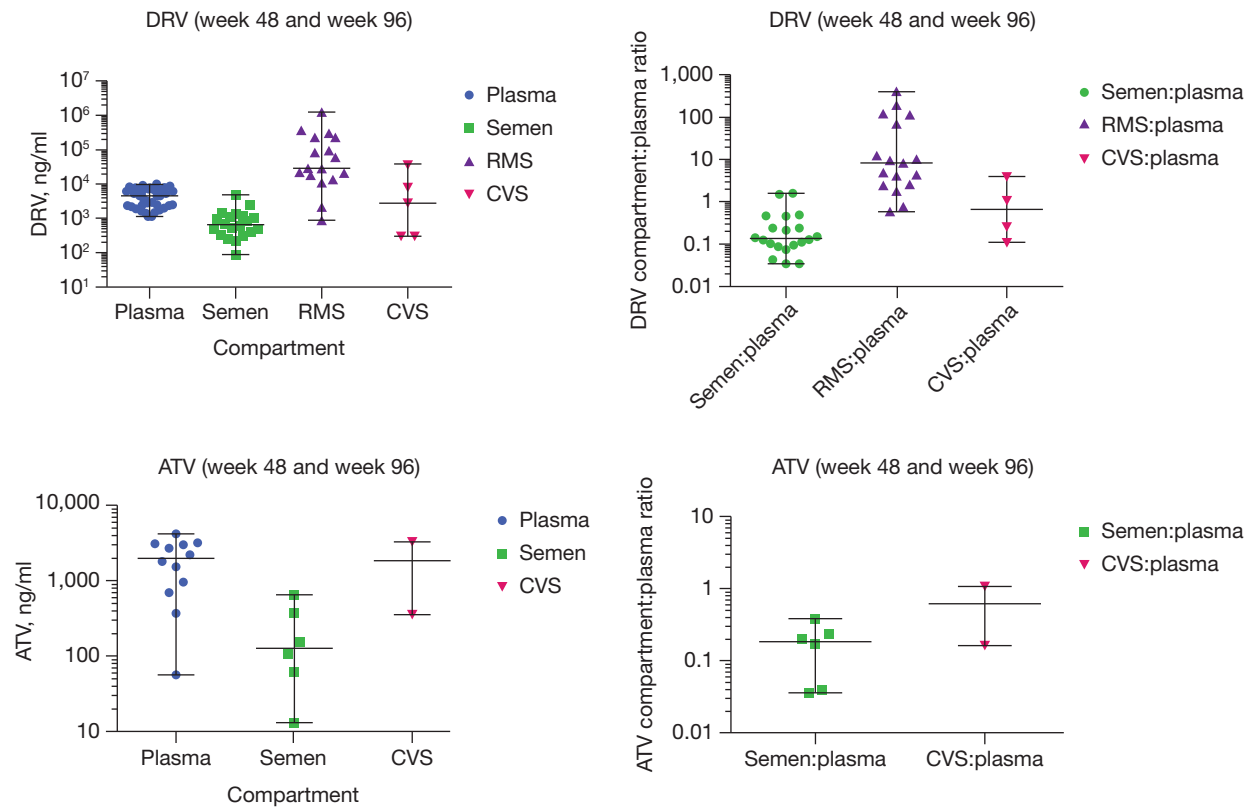 DRV (week 48 and week 96)
DRV, ng/ml
10⁷
10⁶
10⁵
10⁴
10³
10²
10¹
Plasma
Semen
RMS
CVS
Plasma Semen RMS CVS
Compartment
DRV (week 48 and week 96)
DRV compartment:plasma ratio
1,000
100
10
1
0.1
0.01
Semen:plasma
RMS:plasma
CVS:plasma
Semen:plasma RMS:plasma CVS:plasma
ATV (week 48 and week 96)
ATV, ng/ml
10,000
1,000
100
10
Plasma
Semen
CVS
Plasma Semen CVS
Compartment
ATV (week 48 and week 96)
ATV compartment:plasma ratio
10
1
0.1
0.01
Semen:plasma
CVS:plasma
Semen:plasma CVS:plasma